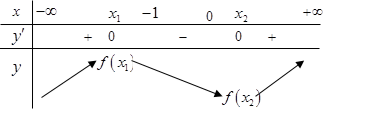 x −∞ x₁ −1 0 x₂ +∞
y' + 0 − 0 +
y f(x₁) f(x₂)